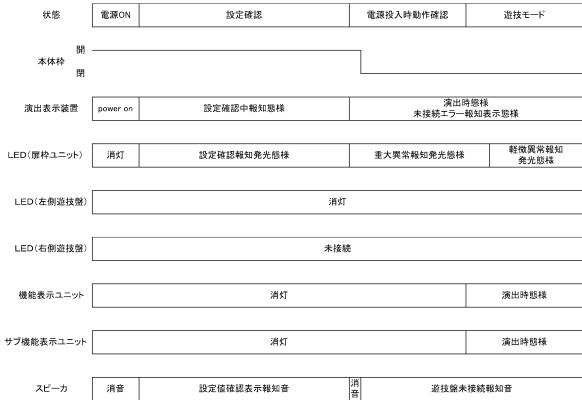 状態 電源ON 設定確認 電源投入時動作確認 遊技モード
開
本体枠
閉
演出表示装置 power on 設定確認中報知態様 演出時態様
未接続エラー報知表示態様
LED(扉枠ユニット) 消灯 設定確認報知発光態様 重大異常報知発光態様 軽微異常報知
発光態様
LED(左側遊技盤) 消灯
LED(右側遊技盤) 未接続
機能表示ユニット 消灯 演出時態様
サブ機能表示ユニット 消灯 演出時態様
スピーカ 消音 設定値確認表示報知音 消音 遊技盤未接続報知音